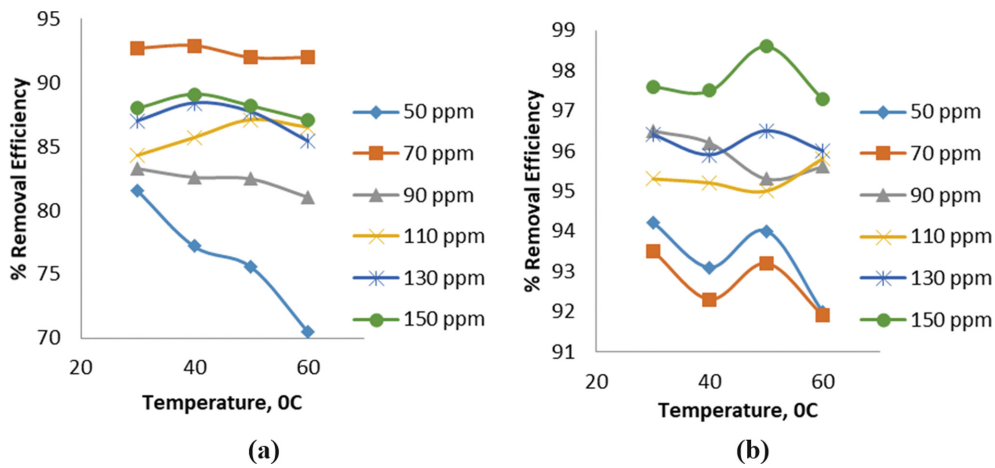 95
90
85
80
75
70
% Removal Efficiency
20 40 60
Temperature, 0C
50 ppm
70 ppm
90 ppm
110 ppm
130 ppm
150 ppm
(a)
99
98
97
96
95
94
93
92
91
% Removal Efficiency
20 40 60
Temperature, 0C
50 ppm
70 ppm
90 ppm
110 ppm
130 ppm
150 ppm
(b)